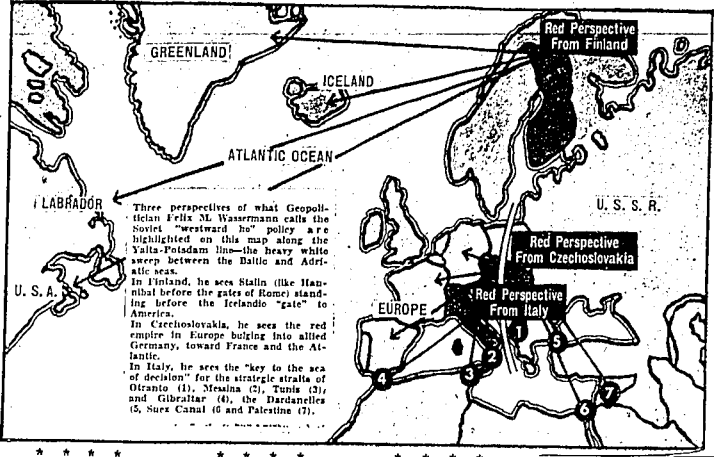 Red Perspective
From Finland
GREENLAND
ICELAND
ATLANTIC OCEAN
LABRADOR
U. S. S. R.
Three perspectives of what Geopoli-
tician Felix M. Wassermann calls the
Soviet "westward ho" policy are
highlighted on this map along the
Yalta-Potsdam line—the heavy white
sweep between the Baltic and Adri-
atic seas.
In Finland, he sees Stalin (like Han-
nibal before the gates of Rome) stand-
ing before the Icelandic "gate" to
America.
In Czechoslovakia, he sees the red
empire in Europe bulging into allied
Germany, toward France and the At-
lantic.
In Italy, he sees the "key to the sea
of decision" for the strategic straits of
Otranto (1), Messina (2), Tunis (3),
and Gibraltar (4), the Dardanelles
(5, Suez Canal (6 and Palestine (7).
U. S. A.
Red Perspective
From Czechoslovakia
EUROPE
Red Perspective
From Italy
1
2
3
4
5
6
7
* * * * * * * * * * * *